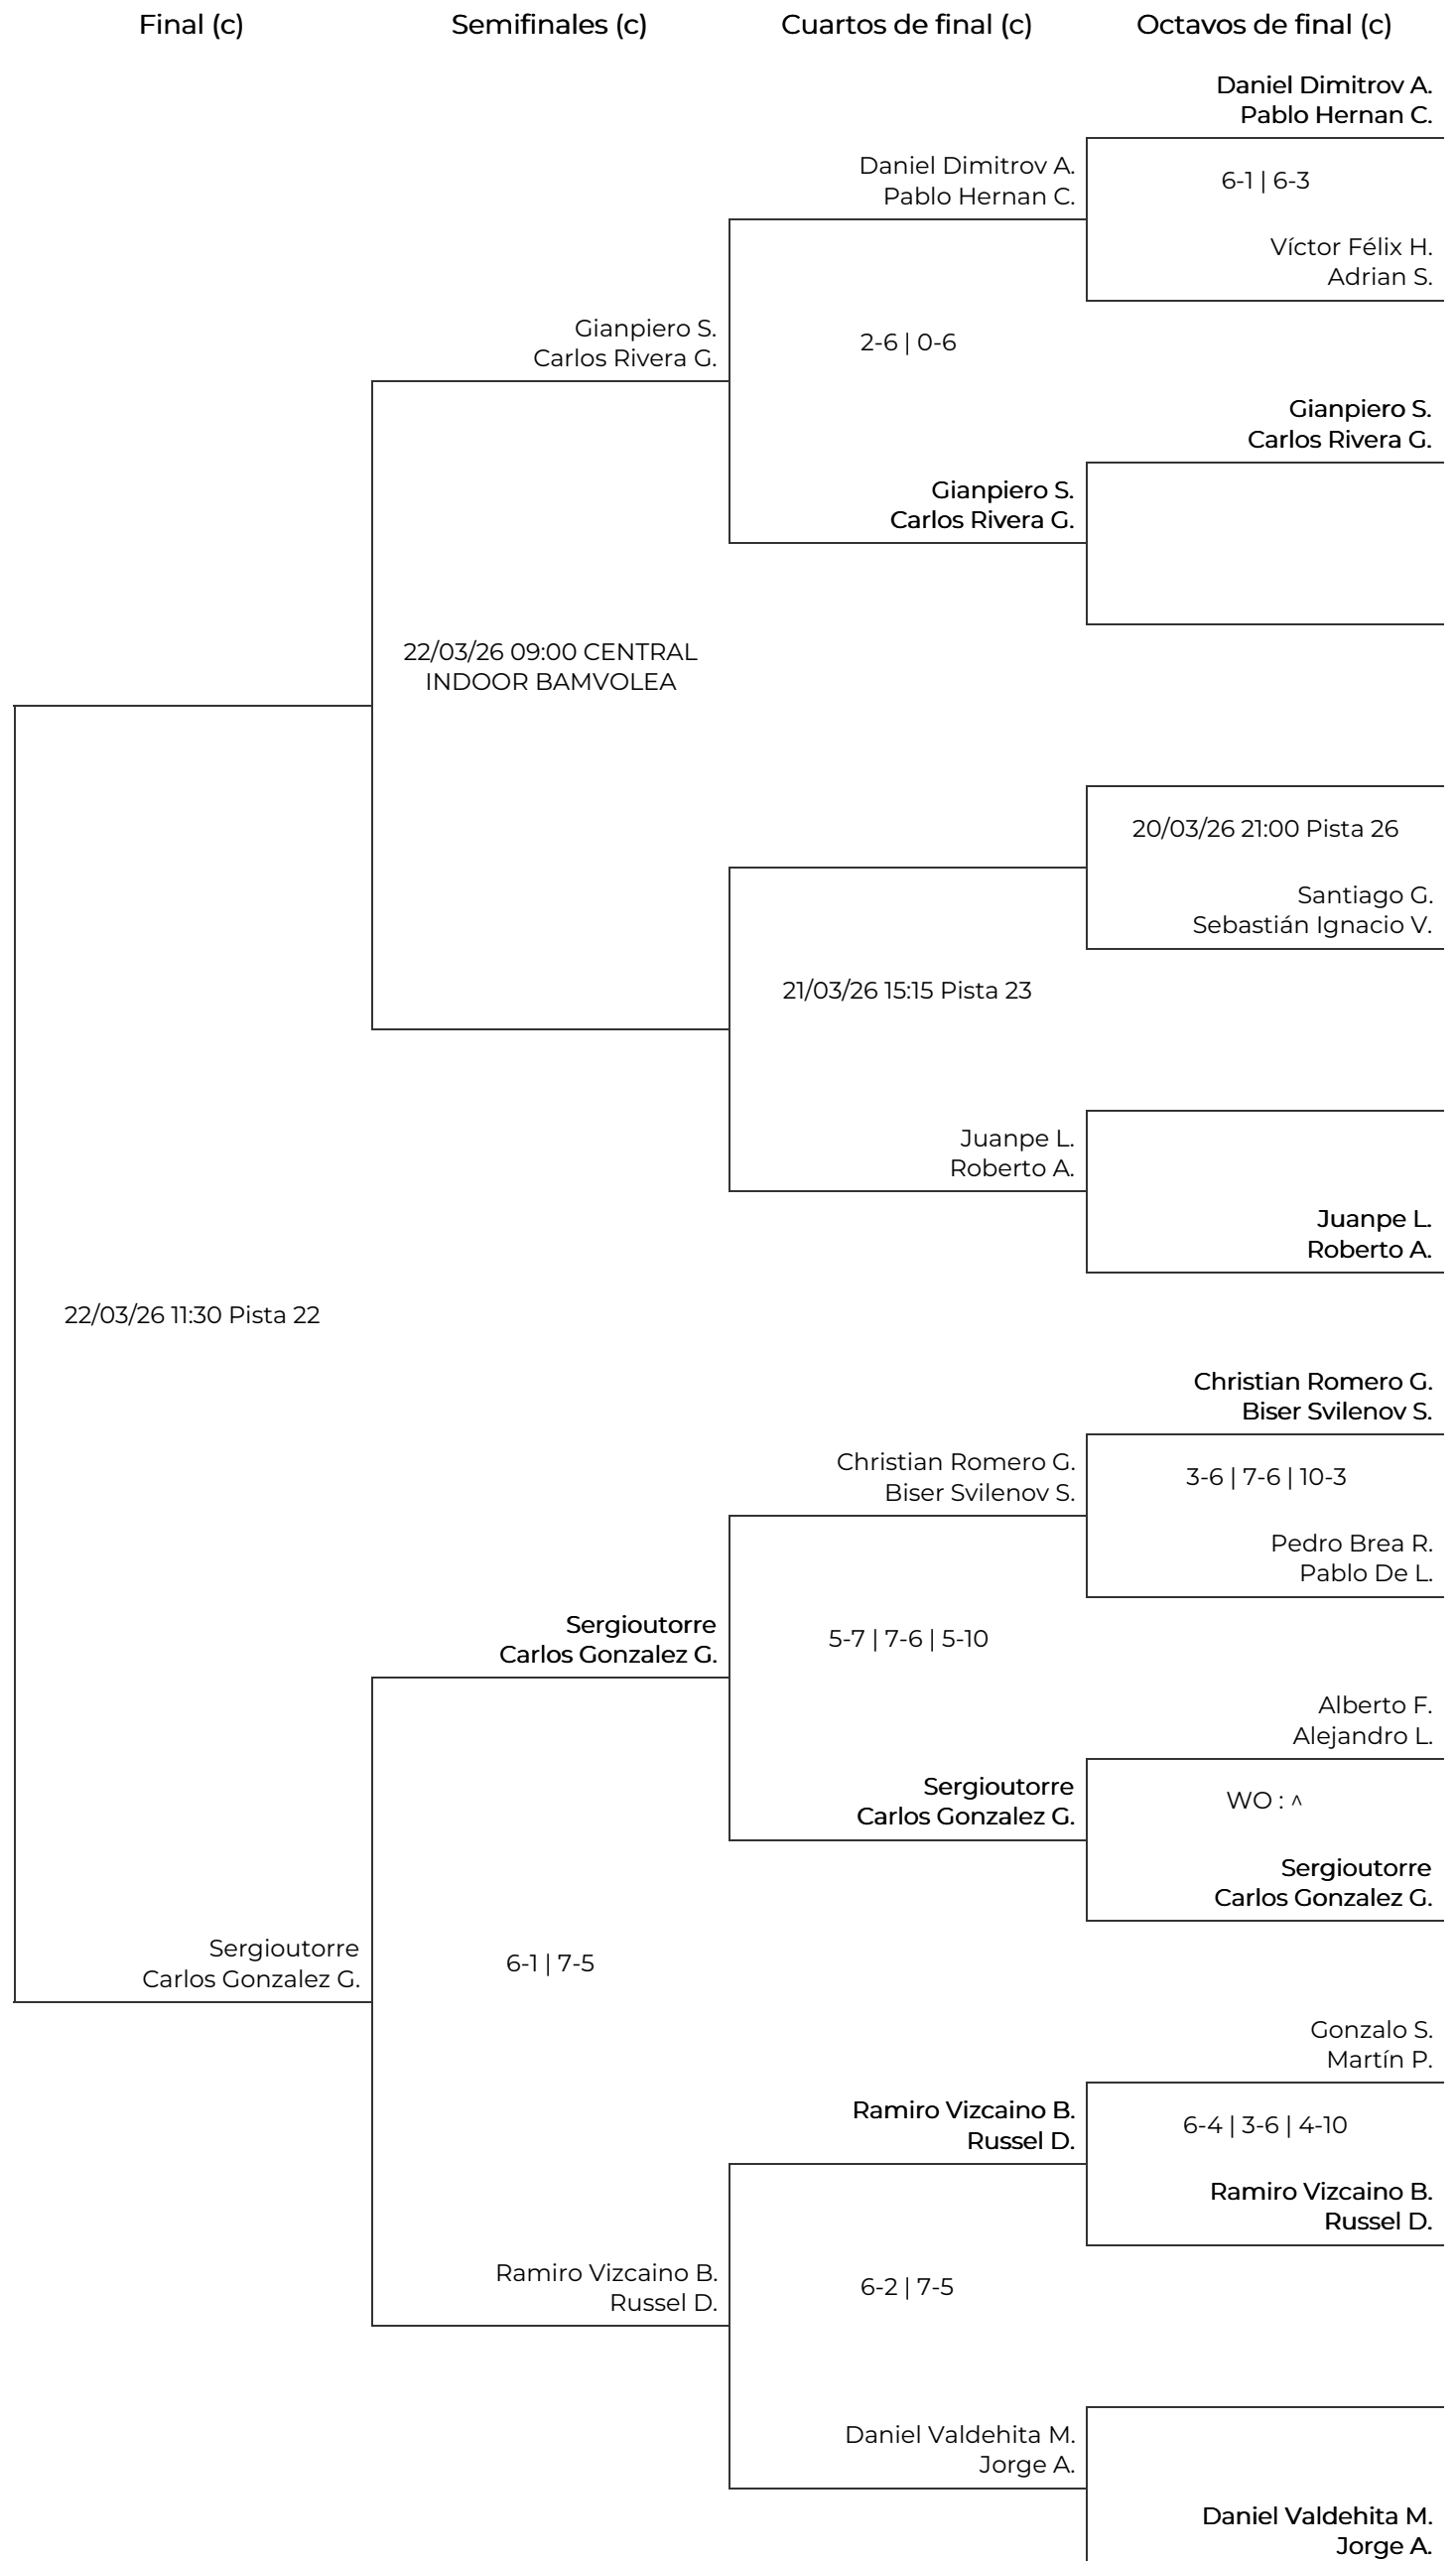 Final (c)
Semifinales (c)
Cuartos de final (c)
Octavos de final (c)
Daniel Dimitrov A.
Pablo Hernan C.
Daniel Dimitrov A.
Pablo Hernan C.
6-1 | 6-3
Víctor Félix H.
Adrian S.
Gianpiero S.
Carlos Rivera G.
2-6 | 0-6
Gianpiero S.
Carlos Rivera G.
Gianpiero S.
Carlos Rivera G.
22/03/26 09:00 CENTRAL
INDOOR BAMVOLEA
20/03/26 21:00 Pista 26
Santiago G.
Sebastián Ignacio V.
21/03/26 15:15 Pista 23
Juanpe L.
Roberto A.
Juanpe L.
Roberto A.
22/03/26 11:30 Pista 22
Christian Romero G.
Biser Svilenov S.
Christian Romero G.
Biser Svilenov S.
3-6 | 7-6 | 10-3
Pedro Brea R.
Pablo De L.
Sergioutorre
Carlos Gonzalez G.
5-7 | 7-6 | 5-10
Alberto F.
Alejandro L.
Sergioutorre
Carlos Gonzalez G.
WO : ^
Sergioutorre
Carlos Gonzalez G.
Sergioutorre
Carlos Gonzalez G.
6-1 | 7-5
Gonzalo S.
Martín P.
Ramiro Vizcaino B.
Russel D.
6-4 | 3-6 | 4-10
Ramiro Vizcaino B.
Russel D.
Ramiro Vizcaino B.
Russel D.
6-2 | 7-5
Daniel Valdehita M.
Jorge A.
Daniel Valdehita M.
Jorge A.